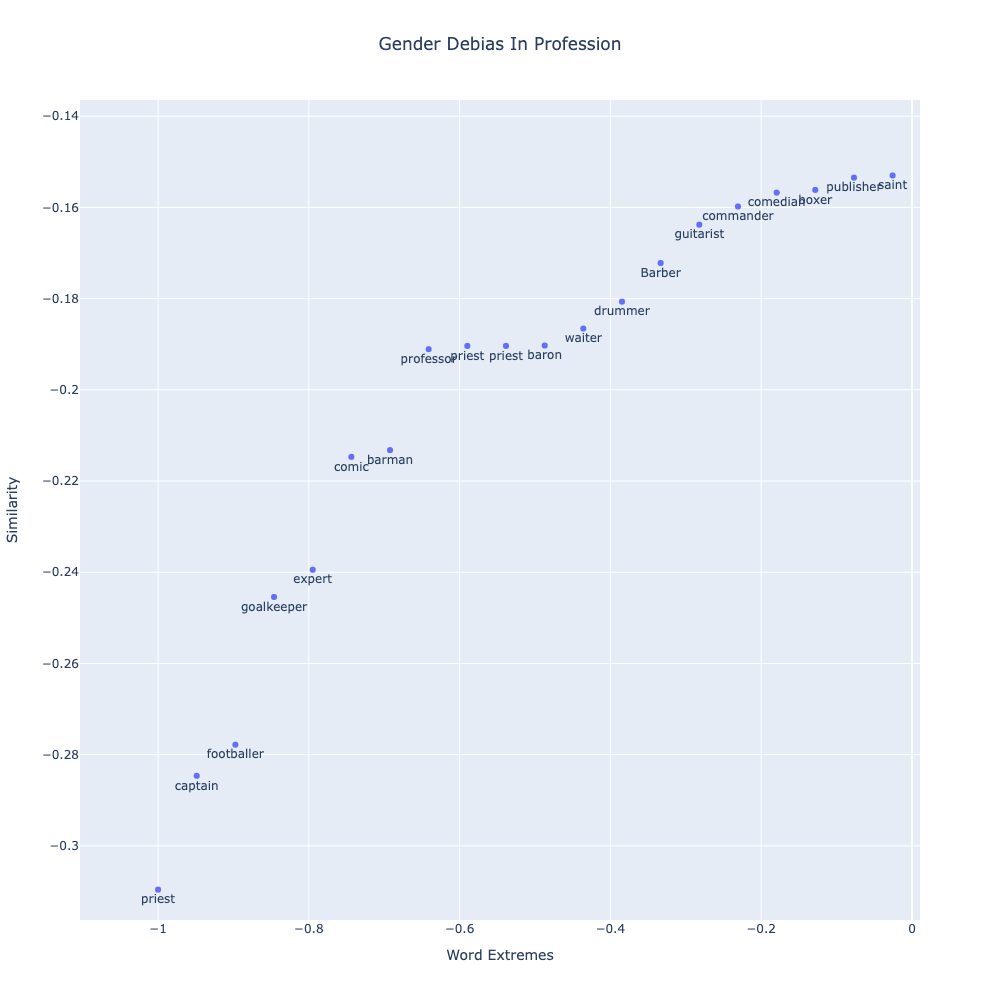 Gender Debias In Profession
−0.14
−0.16
−0.18
−0.2
−0.22
−0.24
−0.26
−0.28
−0.3
Similarity
saint
publisher
boxer
comedian
commander
guitarist
Barber
drummer
waiter
professor priest priest baron
barman
comic
expert
goalkeeper
footballer
captain
priest
−1 −0.8 −0.6 −0.4 −0.2 0
Word Extremes